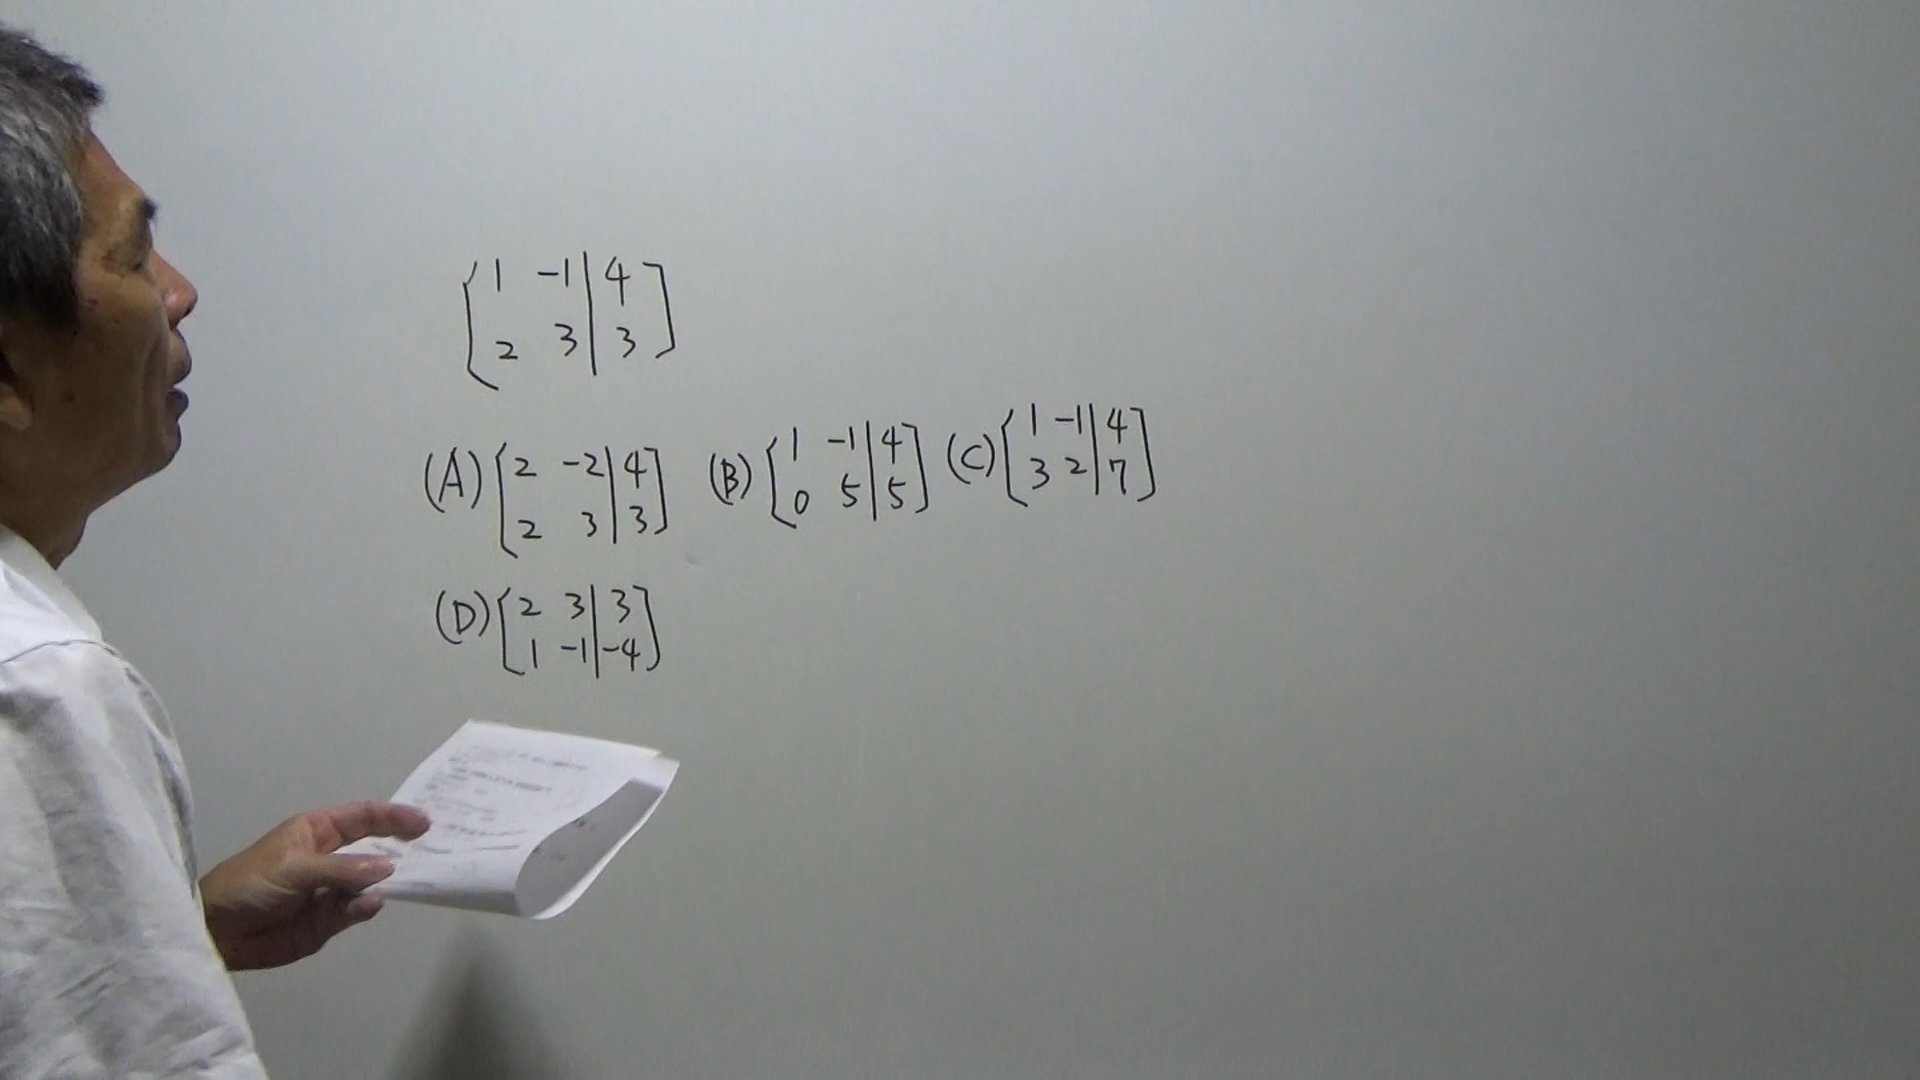 1 -1 | 4
2 3 | 3
(A) [2 -2 | 4] (B) [1 -1 | 4] (C) [1 -1 | 4]
2 3 | 3 0 5 | 5 3 2 | 7
(D) [2 3 | 3]
1 -1 | -4